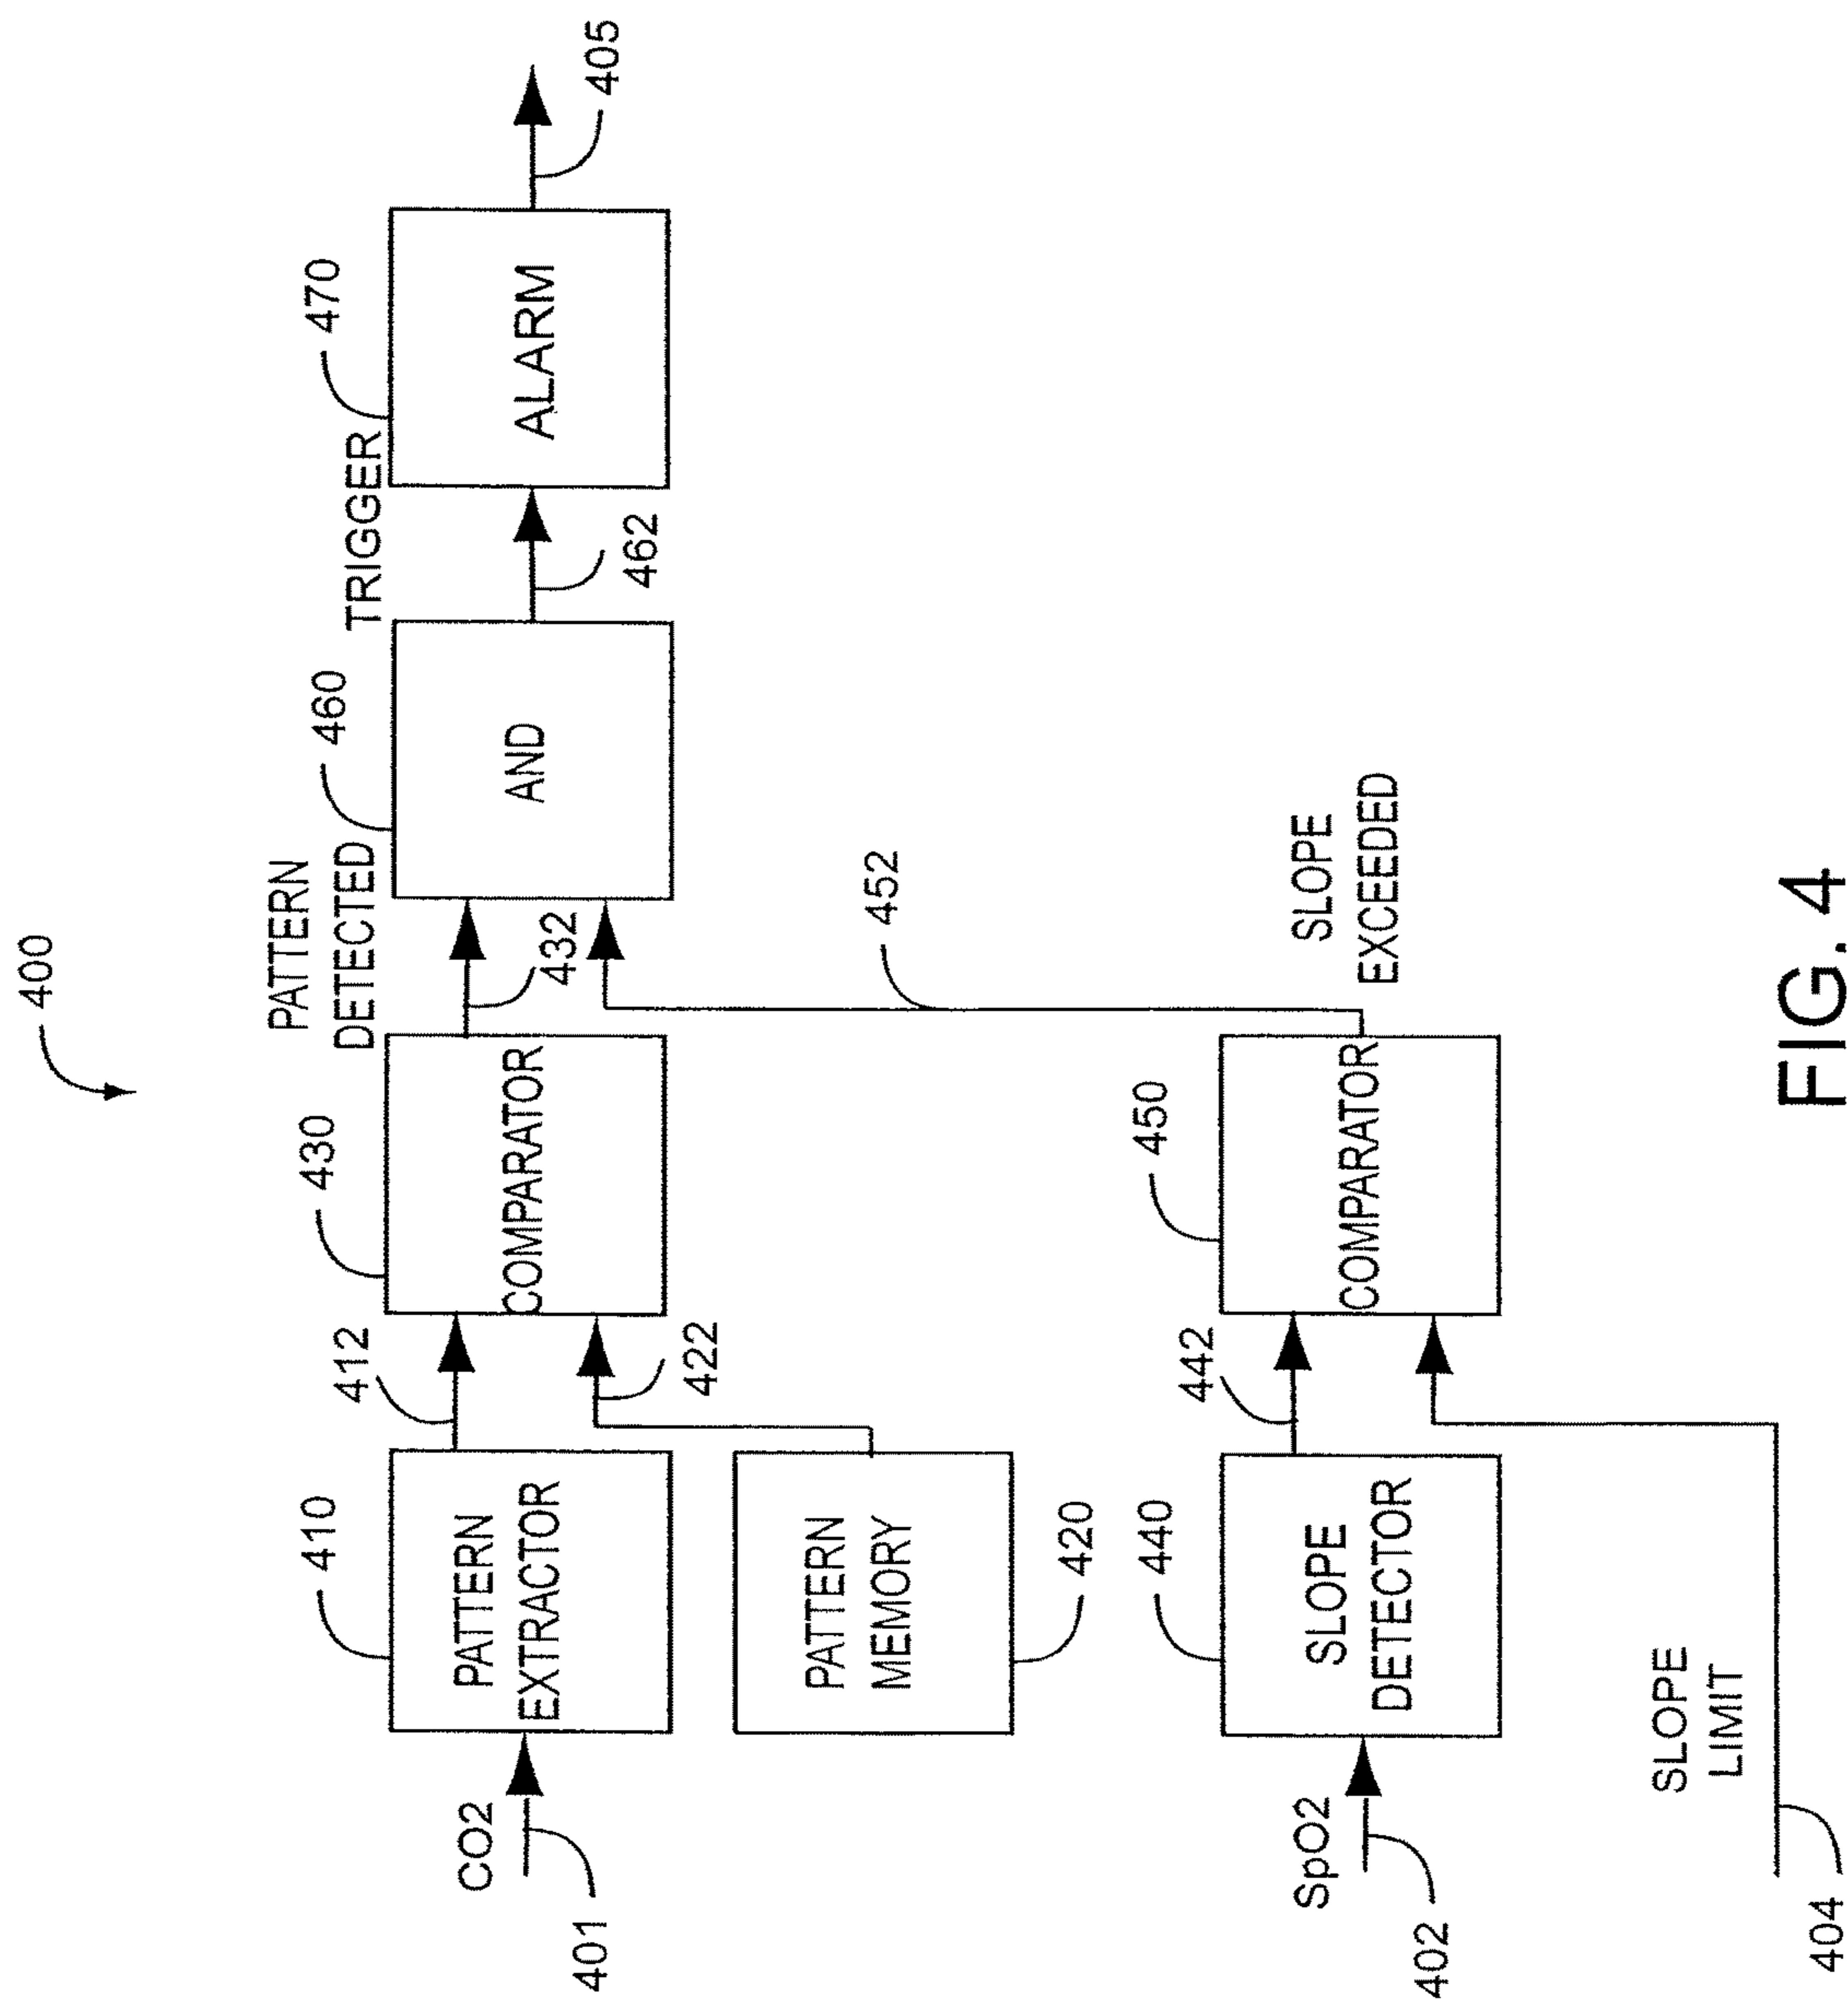 400
PATTERN
DETECTED
TRIGGER
410
412
430
432
460
462
470
405
CO2
401
PATTERN
EXTRACTOR
COMPARATOR
AND
ALARM
422
PATTERN
MEMORY
420
452
440
442
450
SLOPE
EXCEEDED
SpO2
402
SLOPE
DETECTOR
COMPARATOR
SLOPE
LIMIT
404
FIG. 4